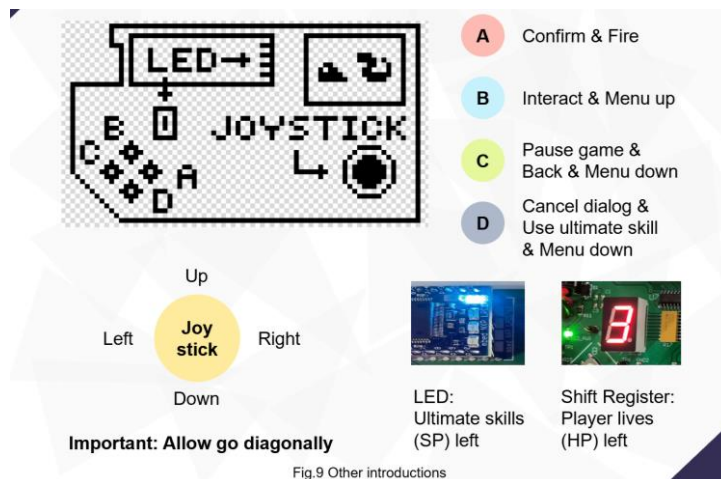 LED→
B
C
A
D
JOYSTICK
A
Confirm & Fire
B
Interact & Menu up
C
Pause game &
Back & Menu down
D
Cancel dialog &
Use ultimate skill
& Menu down
Up
Left
Joy
stick
Right
Down
Important: Allow go diagonally
3
LED:
Ultimate skills
(SP) left
Shift Register:
Player lives
(HP) left
Fig.9 Other introductions